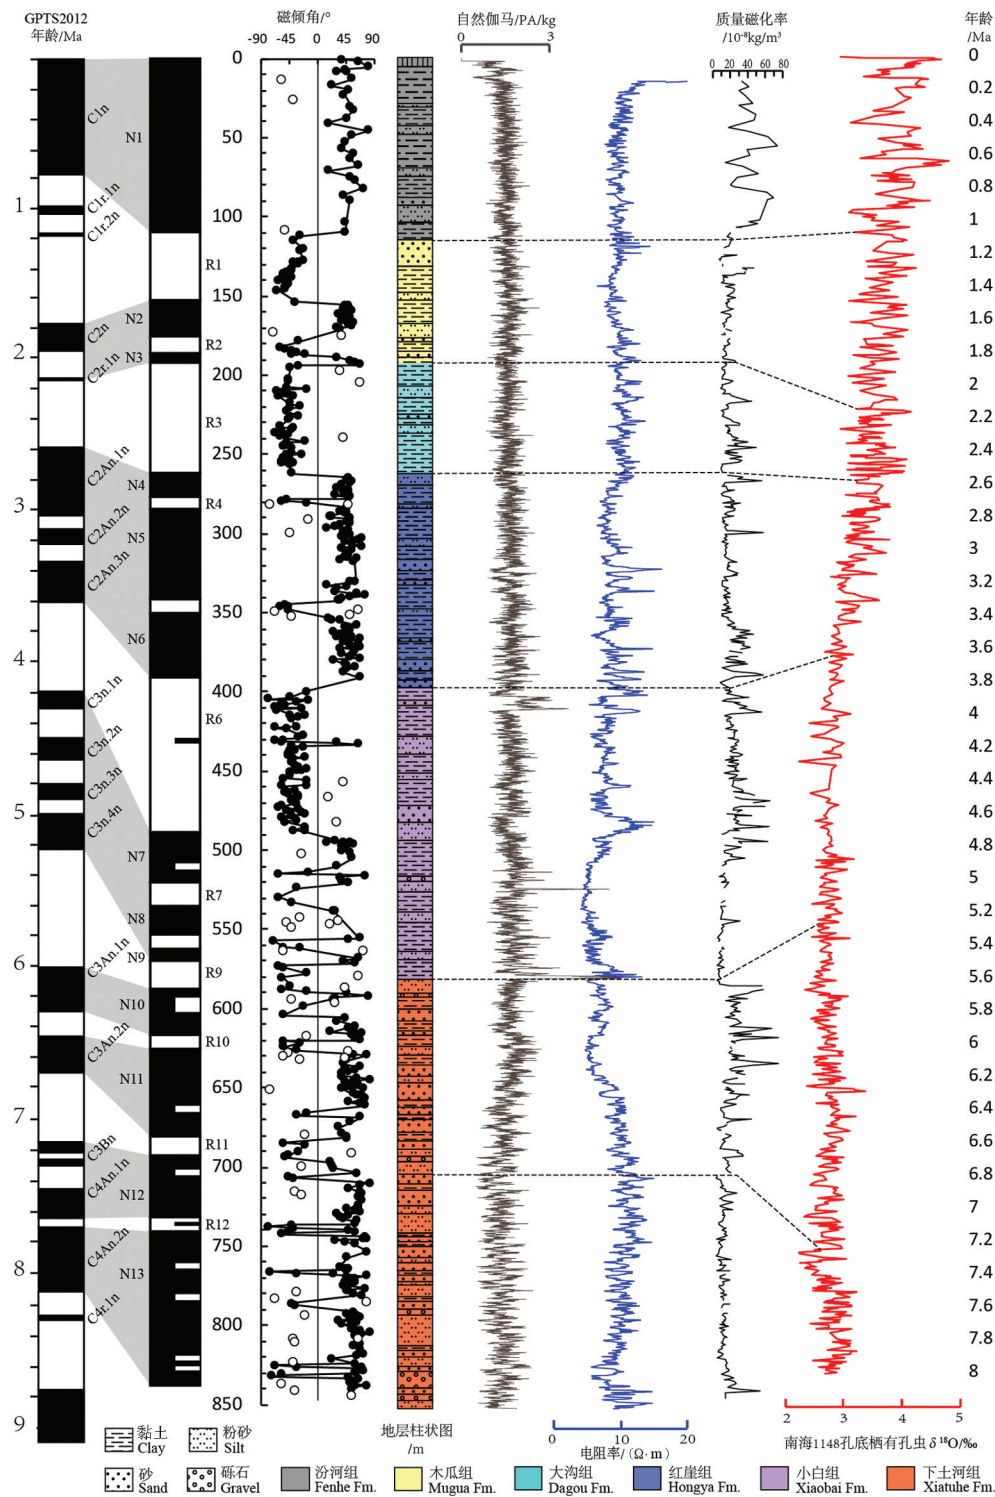 GPTS2012
年龄/Ma
磁倾角/°
-90 -45 0 45 90
自然伽马/PA/kg
0 3
质量磁化率
/10⁻⁸kg/m³
0 20 40 60 80
年龄
/Ma
1
2
3
4
5
6
7
8
9
C1n
C1r.1n
C1r.2n
C2n
C2r.1n
C2An.1n
C2An.2n
C2An.3n
C3n.1n
C3n.2n
C3n.3n
C3n.4n
C3An.1n
C3An.2n
C3Bn
C4An.1n
C4An.2n
C4r.1n
N1
N2
N3
N4
N5
N6
N7
N8
N9
N10
N11
N12
N13
R1
R2
R3
R4
R6
R7
R9
R10
R11
R12
0
50
100
150
200
250
300
350
400
450
500
550
600
650
700
750
800
850
0
0.2
0.4
0.6
0.8
1
1.2
1.4
1.6
1.8
2
2.2
2.4
2.6
2.8
3
3.2
3.4
3.6
3.8
4
4.2
4.4
4.6
4.8
5
5.2
5.4
5.6
5.8
6
6.2
6.4
6.6
6.8
7
7.2
7.4
7.6
7.8
8
地层柱状图
/m
0 10 20
电阻率/（Ω·m）
2 3 4 5
南海1148孔底栖有孔虫 δ ¹⁸O/‰
黏土
Clay
粉砂
Silt
砂
Sand
砾石
Gravel
汾河组
Fenhe Fm.
木瓜组
Mugua Fm.
大沟组
Dagou Fm.
红崖组
Hongya Fm.
小白组
Xiaobai Fm.
下土河组
Xiatuhe Fm.